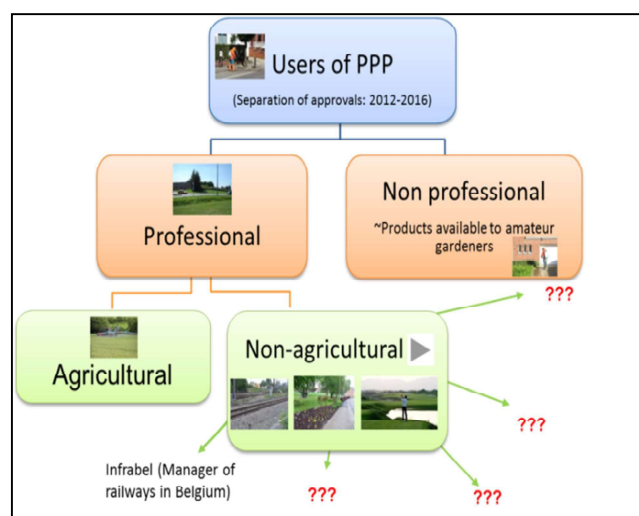 Users of PPP
(Separation of approvals: 2012-2016)
Professional
Non professional
~Products available to amateur
gardeners
???
Agricultural
Non-agricultural
???
Infrabel (Manager of
railways in Belgium)
???
???